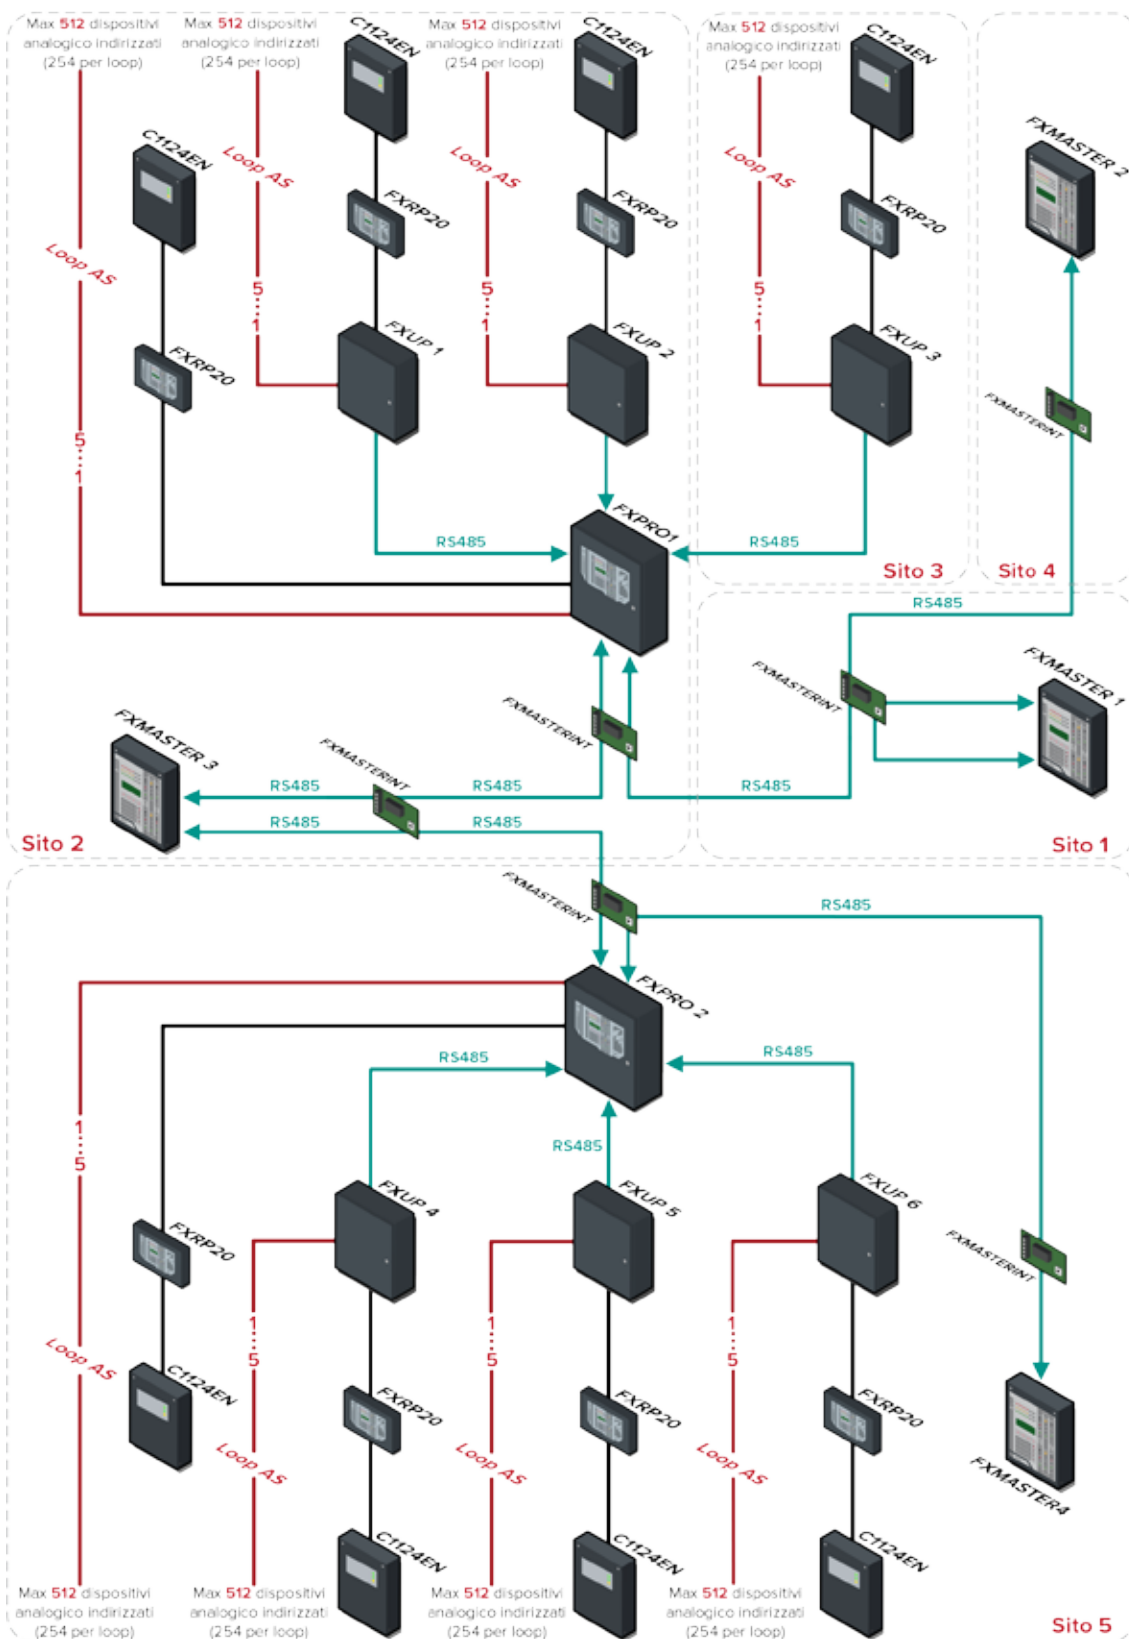 Max 512 dispositivi
analogico indirizzati
(254 per loop)
Max 512 dispositivi
analogico indirizzati
(254 per loop)
C1124EN
Max 512 dispositivi
analogico indirizzati
(254 per loop)
C1124EN
Max 512 dispositivi
analogico indirizzati
(254 per loop)
C1124EN
C1124EN
Loop AS
Loop AS
Loop AS
FXMASTER 2
FXRP20
FXRP20
FXRP20
Loop AS
5
1
5
1
5
1
FXUP 1
FXUP 2
FXUP 3
FXRP20
FXMASTERINT
5
1
FXPRO1
RS485
RS485
Sito 3
Sito 4
RS485
FXMASTERINT
FXMASTER 1
FXMASTERINT
FXMASTER 3
FXMASTERINT
RS485
RS485
RS485
RS485
RS485
Sito 2
Sito 1
FXMASTERINT
RS485
FXPRO 2
RS485
RS485
1
5
RS485
FXUP 4
FXUP 5
FXUP 6
FXRP20
FXMASTERINT
1
5
1
5
1
5
Loop AS
C1124EN
FXRP20
FXRP20
FXRP20
Loop AS
Loop AS
Loop AS
FXMASTER4
C1124EN
C1124EN
C1124EN
Max 512 dispositivi
analogico indirizzati
(254 per loop)
Max 512 dispositivi
analogico indirizzati
(254 per loop)
Max 512 dispositivi
analogico indirizzati
(254 per loop)
Max 512 dispositivi
analogico indirizzati
(254 per loop)
Sito 5